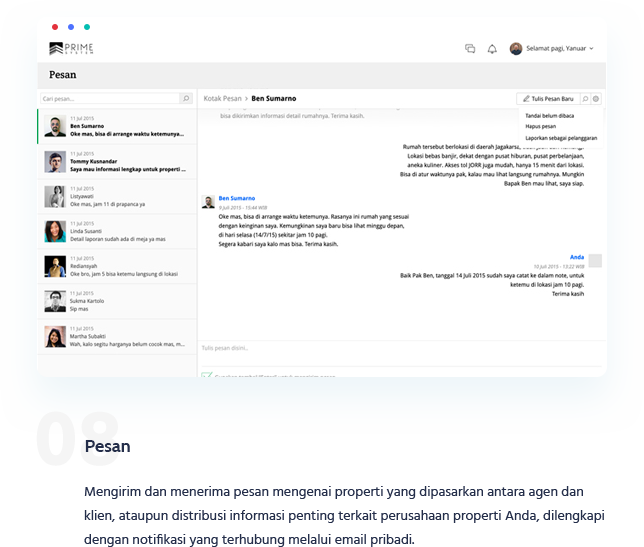 PRIME
SYSTEM
Selamat pagi, Yanuar
Pesan
Cari pesan...
11 Jul 2015
Ben Sumarno
Oke mas, bisa di arrange waktu ketemunya...
11 Jul 2015
Tommy Kusnandar
Saya mau informasi lengkap untuk properti ...
11 Jul 2015
Listyawati
Oke mas, jam 11 di prapanca ya
11 Jul 2015
Linda Susanti
Detail laporan sudah ada di meja ya mas
11 Jul 2015
Rediansyah
Oke bro, jam 5 bisa ketemu langsung di lokasi
11 Jul 2015
Sukma Kartolo
Sip mas
11 Jul 2015
Martha Subakti
Wah, kalo segitu harganya belum cocok mas, m...
Kotak Pesan > Ben Sumarno
Tulis Pesan Baru
Tandai belum dibaca
Hapus pesan
Laporkan sebagai pelanggaran
bisa disirimkan informasi detail rumahnya. Terima kasih.
Rumah tersebut berlokasi di daerah Jagakarsa,
Lokasi bebas banjir, dekat dengan pusat hiburan, pusat perbelanjaan,
aneka kuliner. Akses tol JORR juga mudah, hanya 15 menit dari lokasi.
Bisa di atur waktunya pak, kalau mau lihat langsung rumahnya. Mungkin
Bapak Ben mau lihat, saya siap.
Ben Sumarno
9 Juli 2015 - 15:44 WIB
Oke mas, bisa di arrange waktu ketemunya. Rasanya ini rumah yang sesuai
dengan keinginan saya. Kemungkinan saya baru bisa lihat minggu depan,
di hari selasa (14/7/15) sekitar jam 10 pagi.
Segera kabari saya kalo mas bisa. Terima kasih.
Anda
10 Juli 2015 - 13:22 WIB
Baik Pak Ben, tanggal 14 Juli 2015 sudah saya catat ke dalam note, untuk
ketemu di lokasi jam 10 pagi.
Terima kasih
Tulis pesan disini..
08
Pesan
Mengirim dan menerima pesan mengenai properti yang dipasarkan antara agen dan
klien, ataupun distribusi informasi penting terkait perusahaan properti Anda, dilengkapi
dengan notifikasi yang terhubung melalui email pribadi.